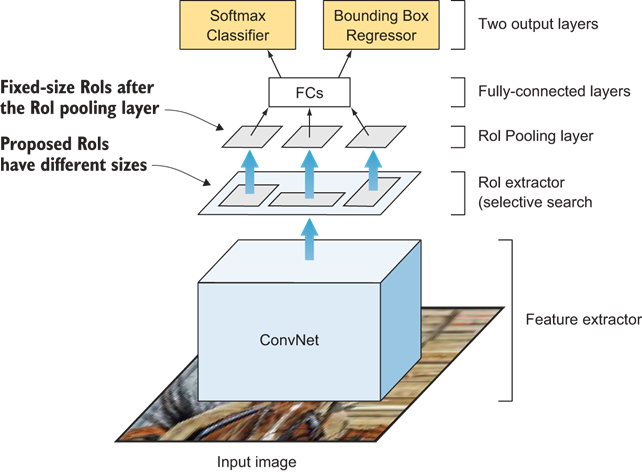 Softmax
Classifier
Bounding Box
Regressor
Two output layers
Fixed-size RoIs after
the RoI pooling layer
FCs
Fully-connected layers
RoI Pooling layer
Proposed RoIs
have different sizes
RoI extractor
(selective search
ConvNet
Feature extractor
Input image